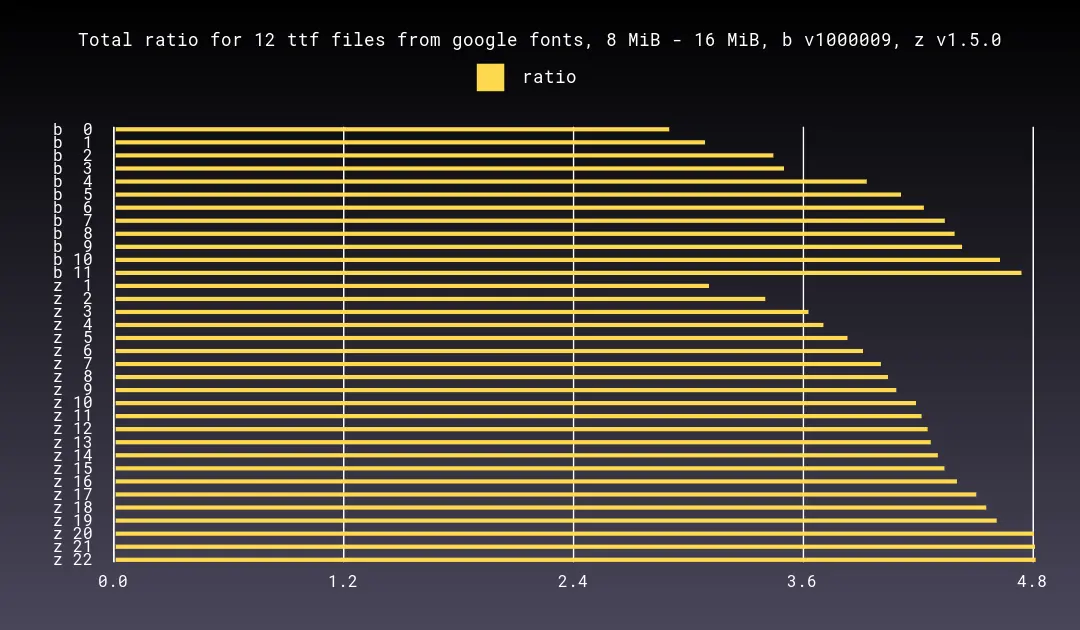 Total ratio for 12 ttf files from google fonts, 8 MiB - 16 MiB, b v1000009, z v1.5.0
ratio
b  0
b  1
b  2
b  3
b  4
b  5
b  6
b  7
b  8
b  9
b 10
b 11
z  1
z  2
z  3
z  4
z  5
z  6
z  7
z  8
z  9
z 10
z 11
z 12
z 13
z 14
z 15
z 16
z 17
z 18
z 19
z 20
z 21
z 22
0.0 1.2 2.4 3.6 4.8